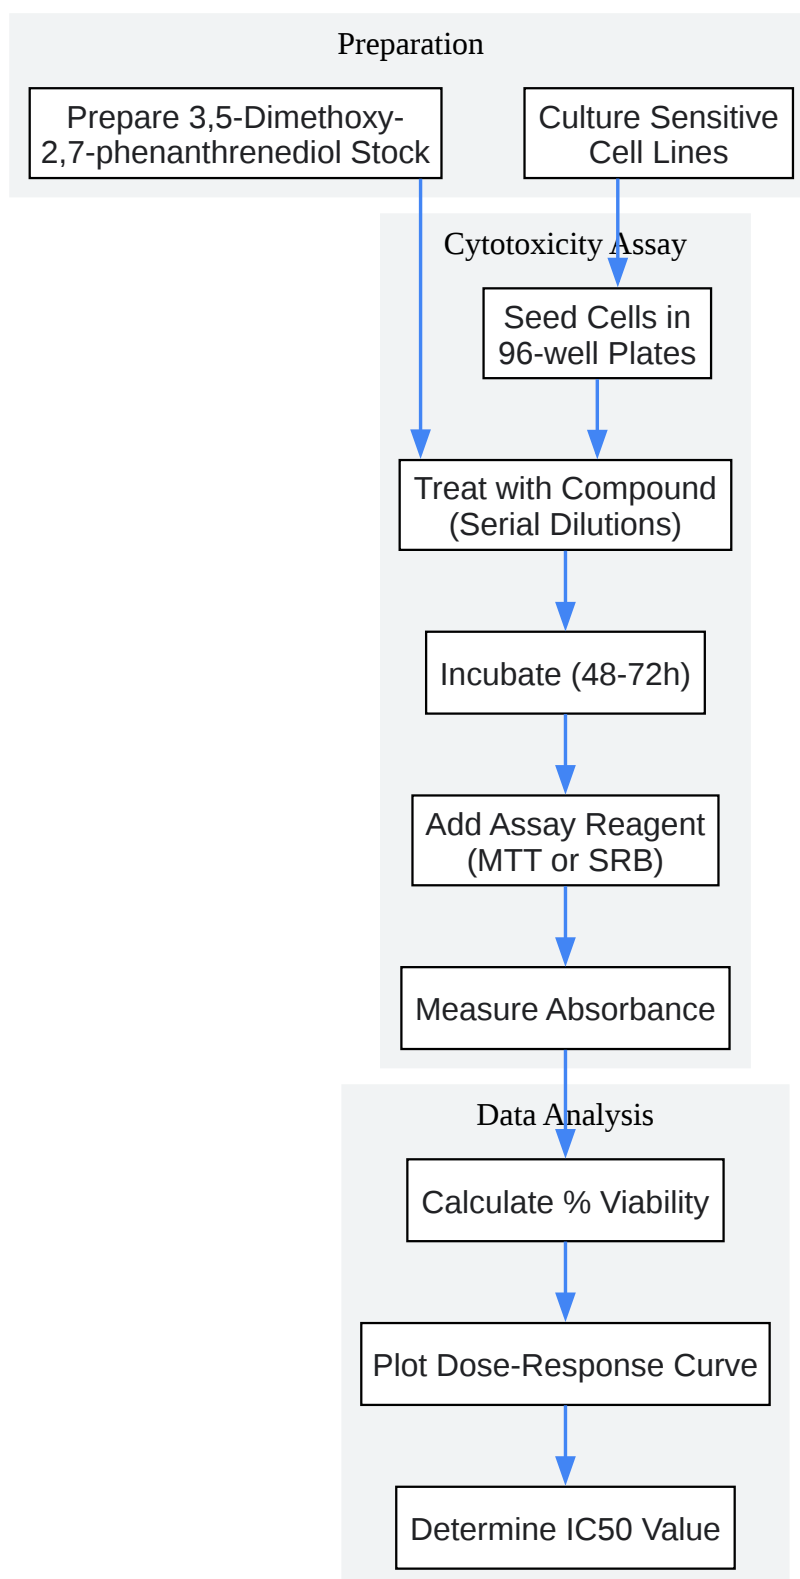 Preparation
Prepare 3,5-Dimethoxy-
2,7-phenanthrenediol Stock
Culture Sensitive
Cell Lines
Cytotoxicity Assay
Seed Cells in
96-well Plates
Treat with Compound
(Serial Dilutions)
Incubate (48-72h)
Add Assay Reagent
(MTT or SRB)
Measure Absorbance
Data Analysis
Calculate % Viability
Plot Dose-Response Curve
Determine IC50 Value